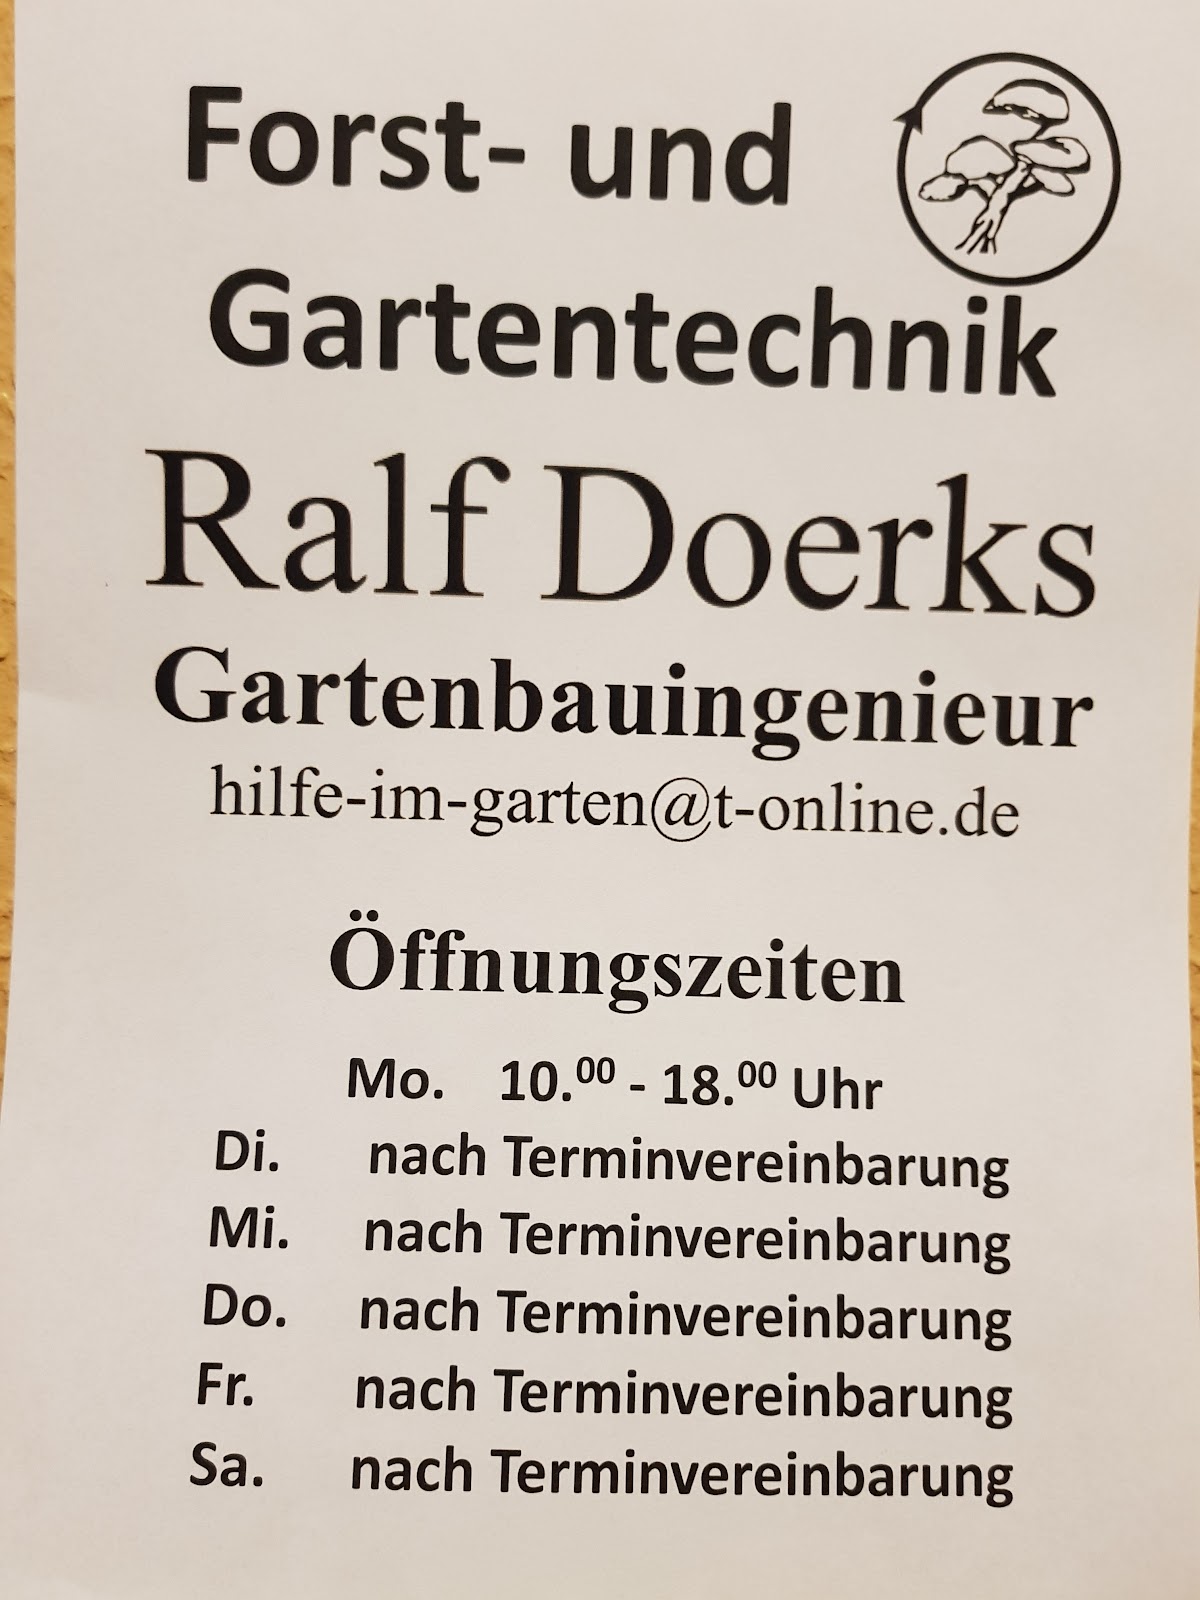 Forst- und
Gartentechnik
Ralf Doerks
Gartenbauingenieur
hilfe-im-garten@t-online.de
Öffnungszeiten
Mo. 10.⁰⁰ - 18.⁰⁰ Uhr
Di. nach Terminvereinbarung
Mi. nach Terminvereinbarung
Do. nach Terminvereinbarung
Fr. nach Terminvereinbarung
Sa. nach Terminvereinbarung